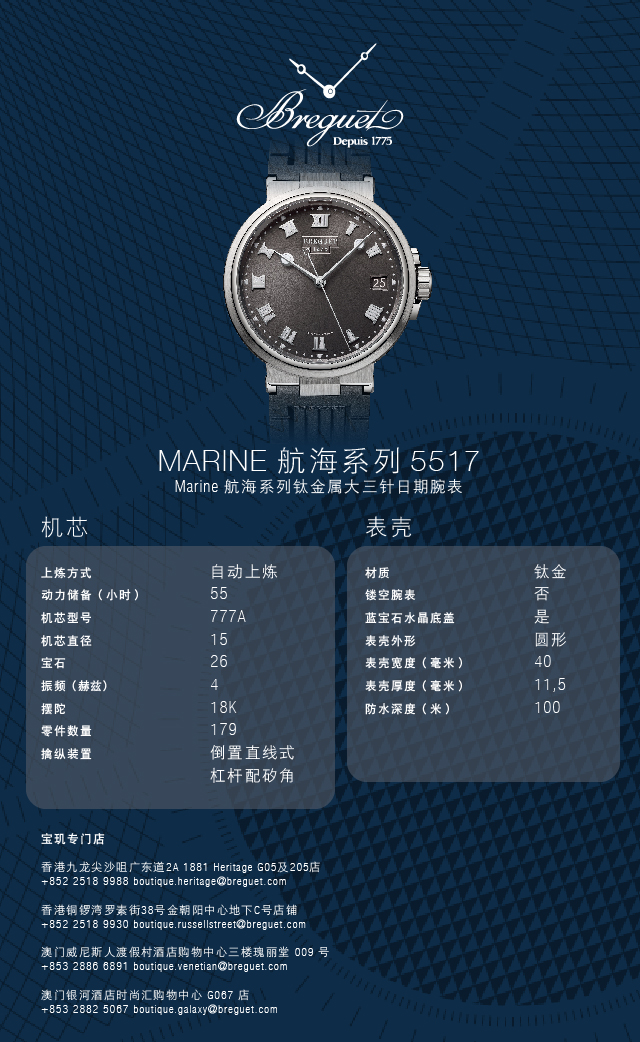 Breguet
Depuis 1775
BREGUET
25
MARINE 航海系列 5517
Marine 航海系列钛金属大三针日期腕表
机芯
上炼方式 自动上炼
动力储备（小时） 55
机芯型号 777A
机芯直径 15
宝石 26
振频（赫兹） 4
摆陀 18K
零件数量 179
擒纵装置 倒置直线式
杠杆配矽角
表壳
材质 钛金
镂空腕表 否
蓝宝石水晶底盖 是
表壳外形 圆形
表壳宽度（毫米） 40
表壳厚度（毫米） 11,5
防水深度（米） 100
宝玑专门店
香港九龙尖沙咀广东道2A 1881 Heritage G05及205店
+852 2518 9988 boutique.heritage@breguet.com
香港铜锣湾罗素街38号金朝阳中心地下C号店铺
+852 2518 9930 boutique.russellstreet@breguet.com
澳门威尼斯人渡假村酒店购物中心三楼瑰丽堂 009 号
+853 2886 6891 boutique.venetian@breguet.com
澳门银河酒店时尚汇购物中心 G067 店
+853 2882 5067 boutique.galaxy@breguet.com